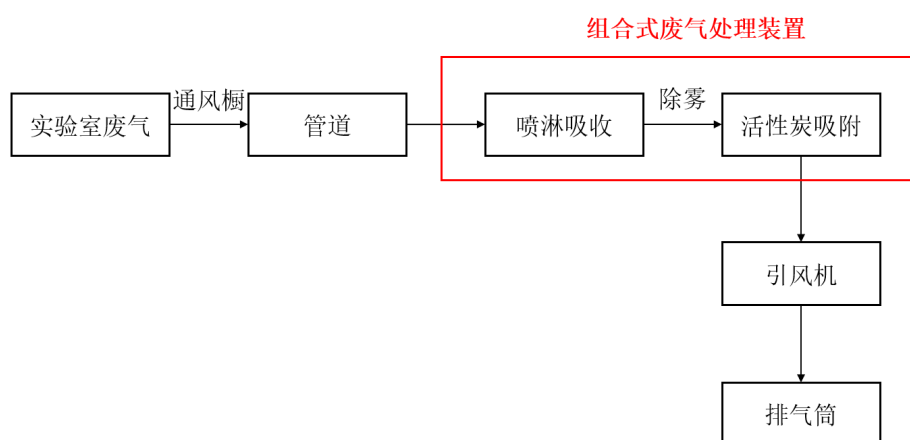 组合式废气处理装置
实验室废气
通风橱
管道
喷淋吸收
除雾
活性炭吸附
引风机
排气筒